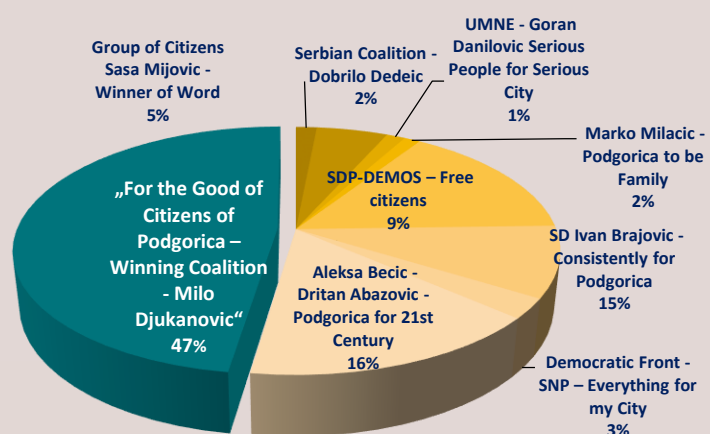 Group of Citizens
Sasa Mijovic -
Winner of Word
5%
Serbian Coalition -
Dobrilo Dedeic
2%
UMNE - Goran
Danilovic Serious
People for Serious
City
1%
Marko Milacic -
Podgorica to be
Family
2%
SDP-DEMOS – Free
citizens
9%
SD Ivan Brajovic -
Consistently for
Podgorica
15%
„For the Good of
Citizens of
Podgorica –
Winning Coalition
- Milo
Djukanovic“
47%
Aleksa Becic -
Dritan Abazovic -
Podgorica for 21st
Century
16%
Democratic Front -
SNP – Everything for
my City
3%